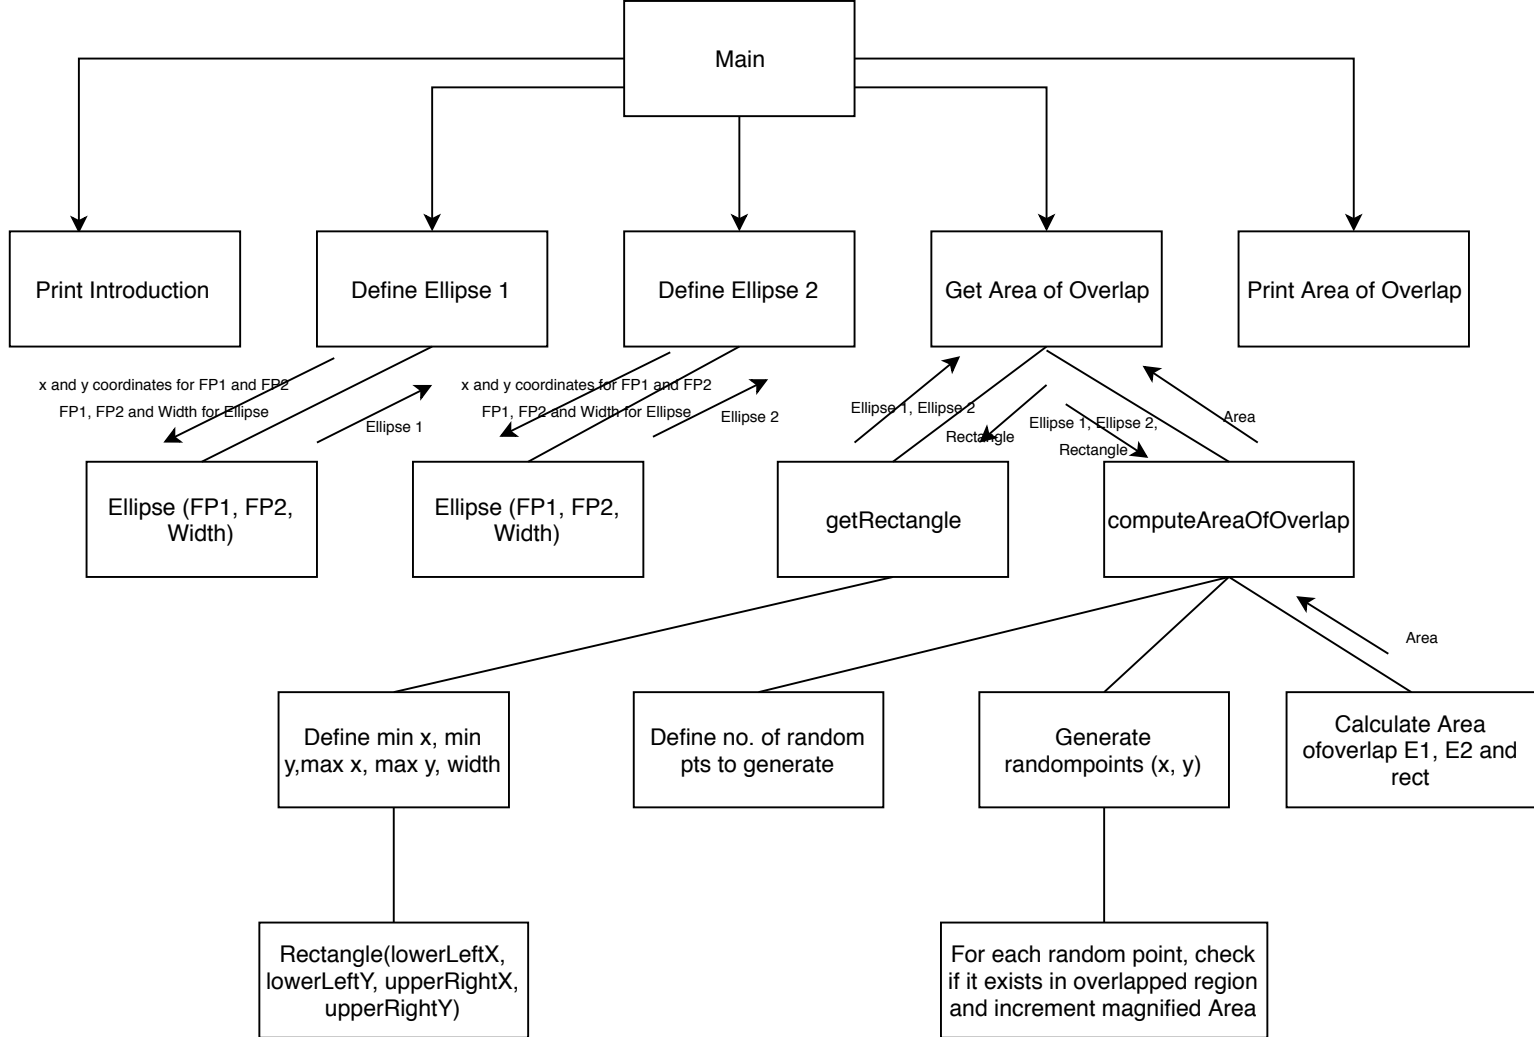 Main
Print Introduction
Define Ellipse 1
Define Ellipse 2
Get Area of Overlap
Print Area of Overlap
x and y coordinates for FP1 and FP2
FP1, FP2 and Width for Ellipse
Ellipse 1
x and y coordinates for FP1 and FP2
FP1, FP2 and Width for Ellipse
Ellipse 2
Ellipse 1, Ellipse 2
Rectangle
Ellipse 1, Ellipse 2,
Rectangle
Area
Ellipse (FP1, FP2,
Width)
Ellipse (FP1, FP2,
Width)
getRectangle
computeAreaOfOverlap
Area
Define min x, min
y,max x, max y, width
Define no. of random
pts to generate
Generate
randompoints (x, y)
Calculate Area
ofoverlap E1, E2 and
rect
Rectangle(lowerLeftX,
lowerLeftY, upperRightX,
upperRightY)
For each random point, check
if it exists in overlapped region
and increment magnified Area